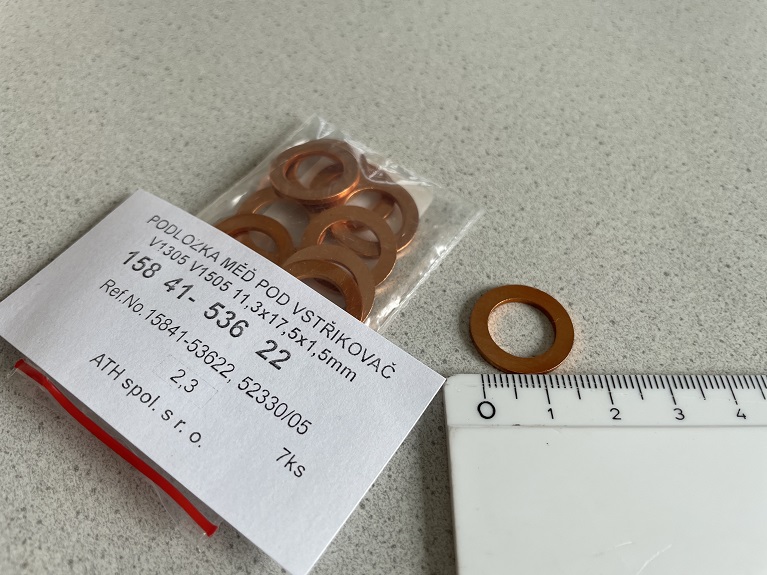 PODLOŽKA MĚĎ POD VSTŘIKOVAČ
V1305 V1505 11,3x17,5x1,5mm
158 41- 536 22
Ref.No.15841-53622, 52330/05
2,3
ATH spol. s r. o.
7ks
0 1 2 3 4